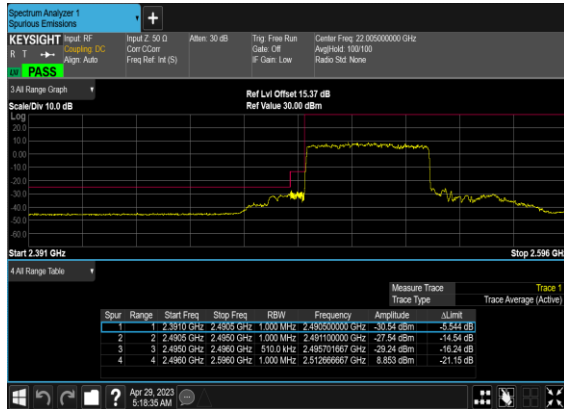 Spectrum Analyzer 1
Spurious Emissions
+
KEYSIGHT Input: RF Input Z: 50 Ω Atten: 30 dB Trig: Free Run Center Freq: 22.005000000 GHz
R T Coupling: DC Corr CCorr Gate: Off Avg|Hold: 100/100
Align: Auto Freq Ref: Int (S) IF Gain: Low Radio Std: None
PASS
3 All Range Graph
Ref Lvl Offset 15.37 dB
Scale/Div 10.0 dB Ref Value 30.00 dBm
Log
20.0
10.0
0.00
-10.0
-20.0
-30.0
-40.0
-50.0
-60.0
Start 2.391 GHz Stop 2.596 GH
4 All Range Table
Measure Trace Trace 1
Trace Type Trace Average (Active)
Spur Range Start Freq Stop Freq RBW Frequency Amplitude ΔLimit
1 1 2.3910 GHz 2.4905 GHz 1.000 MHz 2.490500000 GHz -30.54 dBm -5.544 dB
2 2 2.4905 GHz 2.4950 GHz 1.000 MHz 2.491100000 GHz -27.54 dBm -14.54 dB
3 3 2.4950 GHz 2.4960 GHz 510.0 kHz 2.495701667 GHz -29.24 dBm -16.24 dB
4 4 2.4960 GHz 2.5960 GHz 1.000 MHz 2.512666667 GHz 8.853 dBm -21.15 dB
? Apr 29, 2023
5:18:35 AM